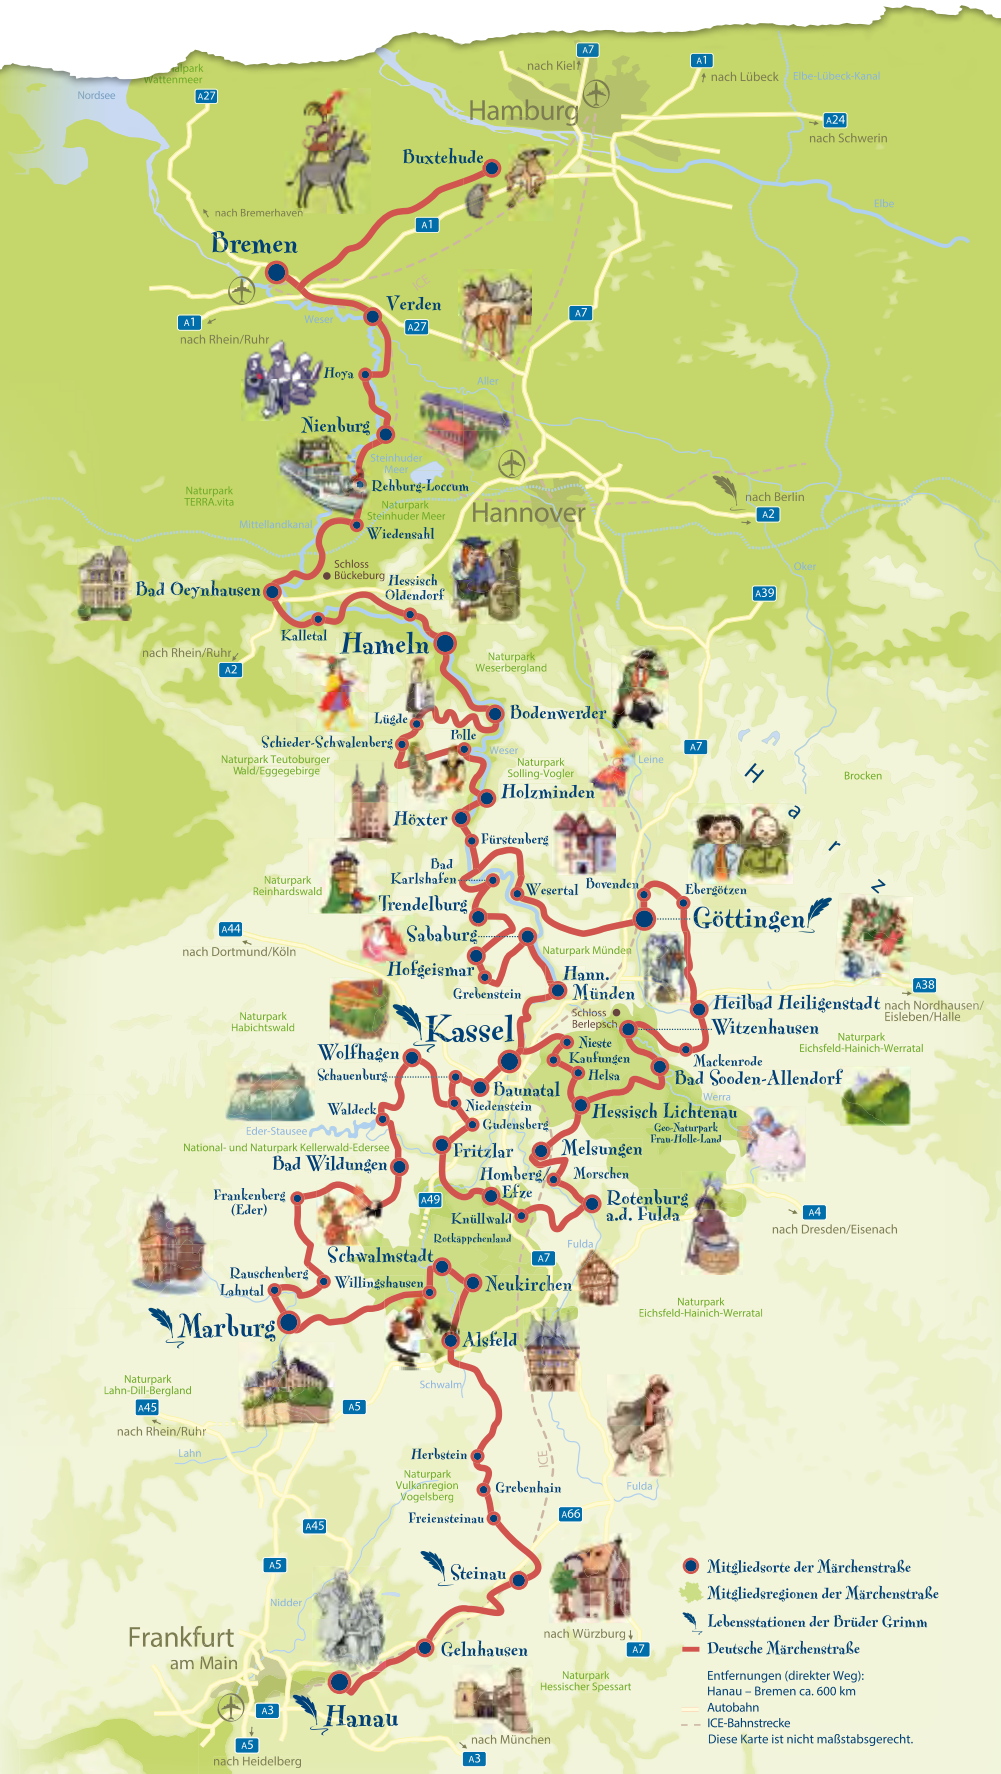 Wattenmeer
Nordsee
A27
A7
nach Kiel
A1
nach Lübeck
Elbe-Lübeck-Kanal
Hamburg
A24
nach Schwerin
Buxtehude
Elbe
nach Bremerhaven
A1
Bremen
ICE
Verden
A1
nach Rhein/Ruhr
Weser
A27
A7
Hoya
Aller
Nienburg
Steinhuder
Meer
Rehburg-Loccum
Naturpark
TERRA.vita
Naturpark
Steinhuder Meer
Mittellandkanal
Wiedensahl
Hannover
nach Berlin
A2
Schloss
Bückeburg
Oker
Bad Oeynhausen
Hessisch
Oldendorf
A39
Kalletal
Hameln
nach Rhein/Ruhr
A2
Naturpark
Weserbergland
Lügde
Bodenwerder
Schieder-Schwalenberg
Polle
Weser
Leine
A7
Naturpark Teutoburger
Wald/Eggegebirge
Naturpark
Solling-Vogler
Harz
Brocken
Holzminden
Höxter
Fürstenberg
Bad
Karlshafen
Naturpark
Reinhardswald
Wesertal
Bovenden
Ebergötzen
Trendelburg
Göttingen
A44
nach Dortmund/Köln
Sababurg
Naturpark Münden
Hofgeismar
Hann.
Münden
Grebenstein
A38
nach Nordhausen/
Eisleben/Halle
Heilbad Heiligenstadt
Naturpark
Habichtswald
Kassel
Schloss
Berlepsch
Witzenhausen
Wolfhagen
Nieste
Kaufungen
Helsa
Mackenrode
Naturpark
Eichsfeld-Hainich-Werratal
Schauenburg
Baunatal
Bad Sooden-Allendorf
Waldeck
Niedenstein
Werra
Eder-Stausee
Gudensberg
Hessisch Lichtenau
Geo-Naturpark
Frau-Holle-Land
National- und Naturpark Kellerwald-Edersee
Fritzlar
Melsungen
Bad Wildungen
Homberg/
Efze
Morschen
Frankenberg
(Eder)
A49
Knüllwald
Rotenburg
a.d. Fulda
A4
nach Dresden/Eisenach
Rotkäppchenland
Fulda
Schwalmstadt
A7
Rauschenberg
Lahntal
Willingshausen
Neukirchen
Naturpark
Eichsfeld-Hainich-Werratal
Marburg
Alsfeld
Naturpark
Lahn-Dill-Bergland
A45
nach Rhein/Ruhr
A5
Schwalm
Lahn
Herbstein
ICE
Naturpark
Vulkanregion
Vogelsberg
Grebenhain
Fulda
Freiensteinau
A66
A45
A5
Steinau
Nidder
Mitgliedsorte der Märchenstraße
Mitgliedsregionen der Märchenstraße
Lebensstationen der Brüder Grimm
Deutsche Märchenstraße
Entfernungen (direkter Weg):
Hanau – Bremen ca. 600 km
Autobahn
ICE-Bahnstrecke
Diese Karte ist nicht maßstabsgerecht.
nach Würzburg
A7
Frankfurt
am Main
Gelnhausen
Naturpark
Hessischer Spessart
A3
Hanau
A5
nach Heidelberg
nach München
A3